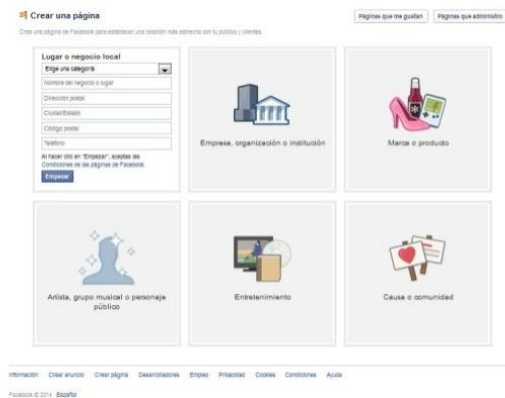 Crear una página
Páginas que me gustan
Páginas que administro
Crea una página de Facebook para establecer una relación más estrecha con tu público y clientes.
Lugar o negocio local
Elige una categoría
Nombre del negocio o lugar
Dirección postal
Ciudad/Estado
Código postal
Teléfono
Al hacer clic en "Empezar", aceptas las
Condiciones de las páginas de Facebook.
Empezar
Empresa, organización o institución
Marca o producto
Artista, grupo musical o personaje
público
Entretenimiento
Causa o comunidad
Información Crear anuncio Crear página Desarrolladores Empleo Privacidad Cookies Condiciones Ayuda
Facebook © 2014 Español